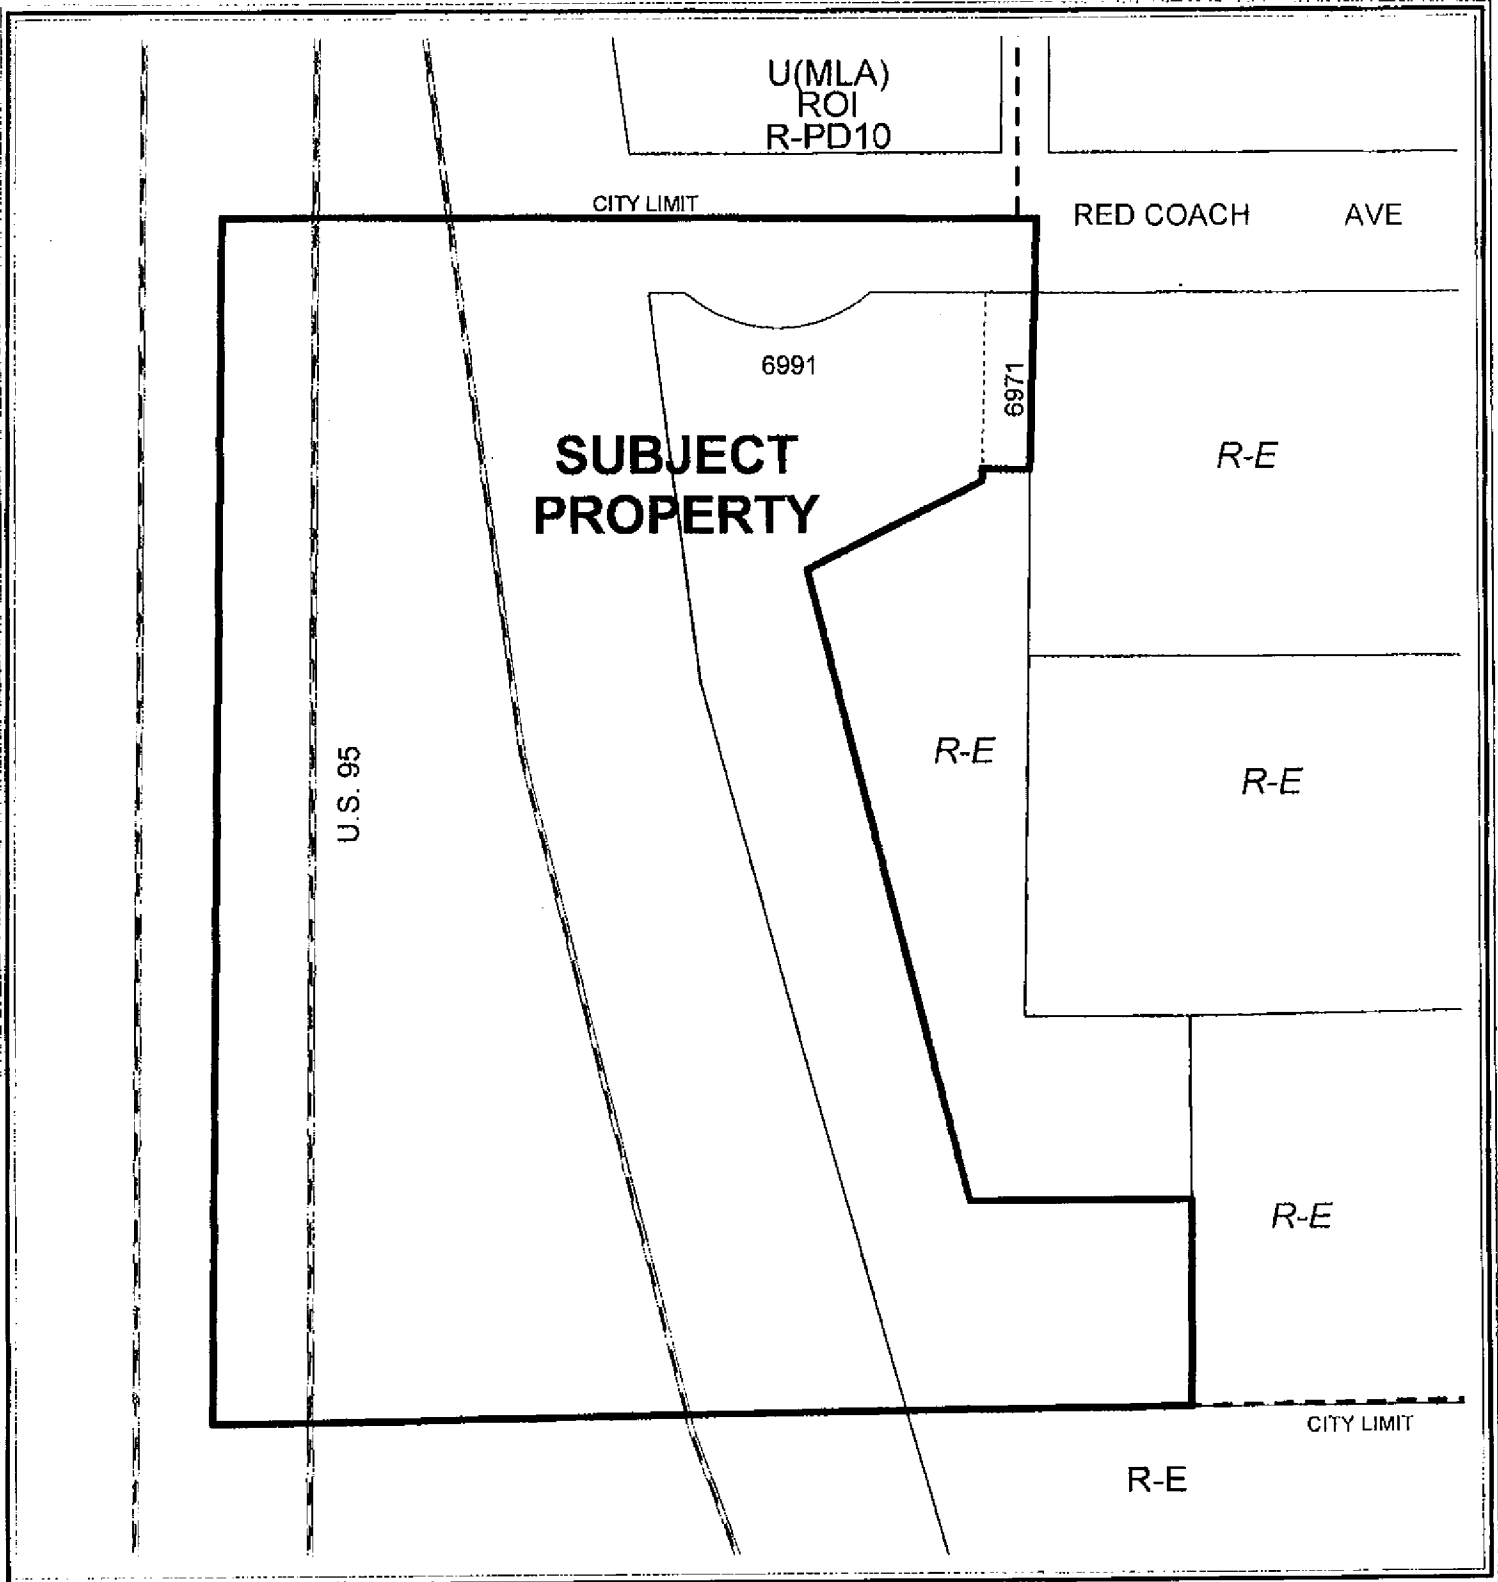 U(MLA)
ROI
R-PD10
CITY LIMIT
RED COACH AVE
6991
6971
SUBJECT
PROPERTY
R-E
R-E
R-E
U.S. 95
R-E
CITY LIMIT
R-E